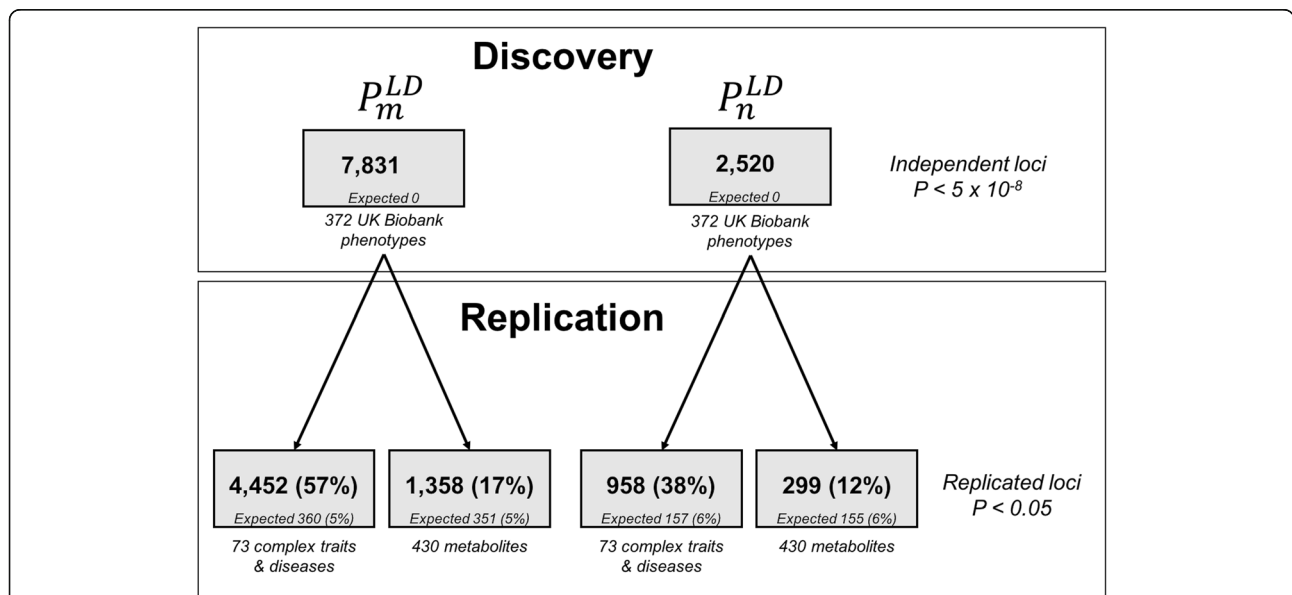 Discovery
P_m^LD
P_n^LD
7,831
Expected 0
372 UK Biobank
phenotypes
2,520
Expected 0
372 UK Biobank
phenotypes
Independent loci
P < 5 x 10⁻⁸
Replication
4,452 (57%)
Expected 360 (5%)
73 complex traits
& diseases
1,358 (17%)
Expected 351 (5%)
430 metabolites
958 (38%)
Expected 157 (6%)
73 complex traits
& diseases
299 (12%)
Expected 155 (6%)
430 metabolites
Replicated loci
P < 0.05